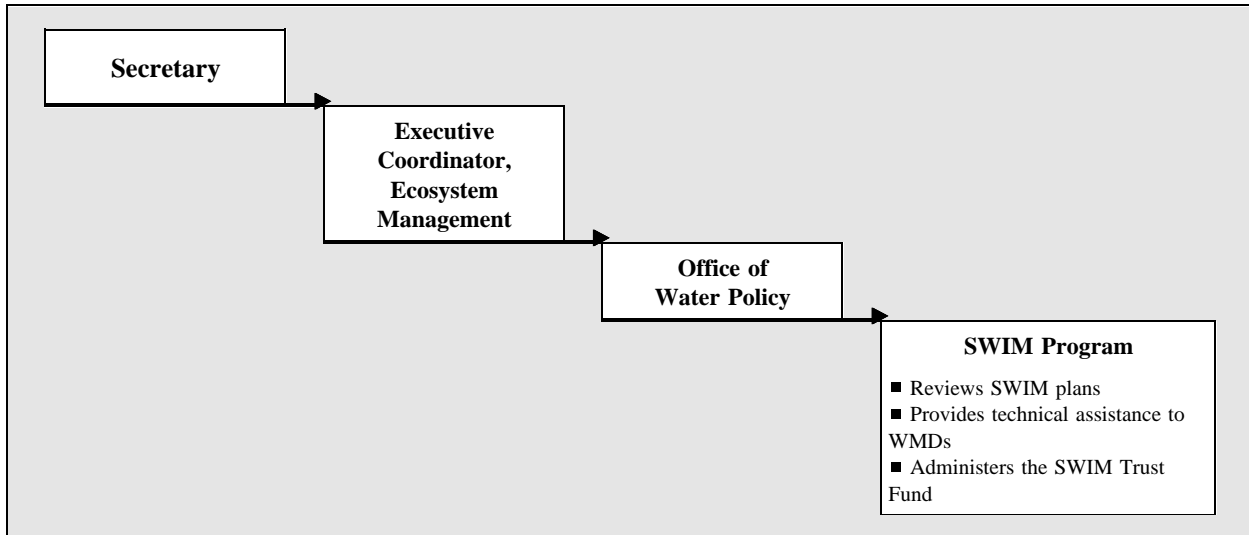 Secretary
Executive
Coordinator,
Ecosystem
Management
Office of
Water Policy
SWIM Program
■ Reviews SWIM plans
■ Provides technical assistance to
WMDs
■ Administers the SWIM Trust
Fund